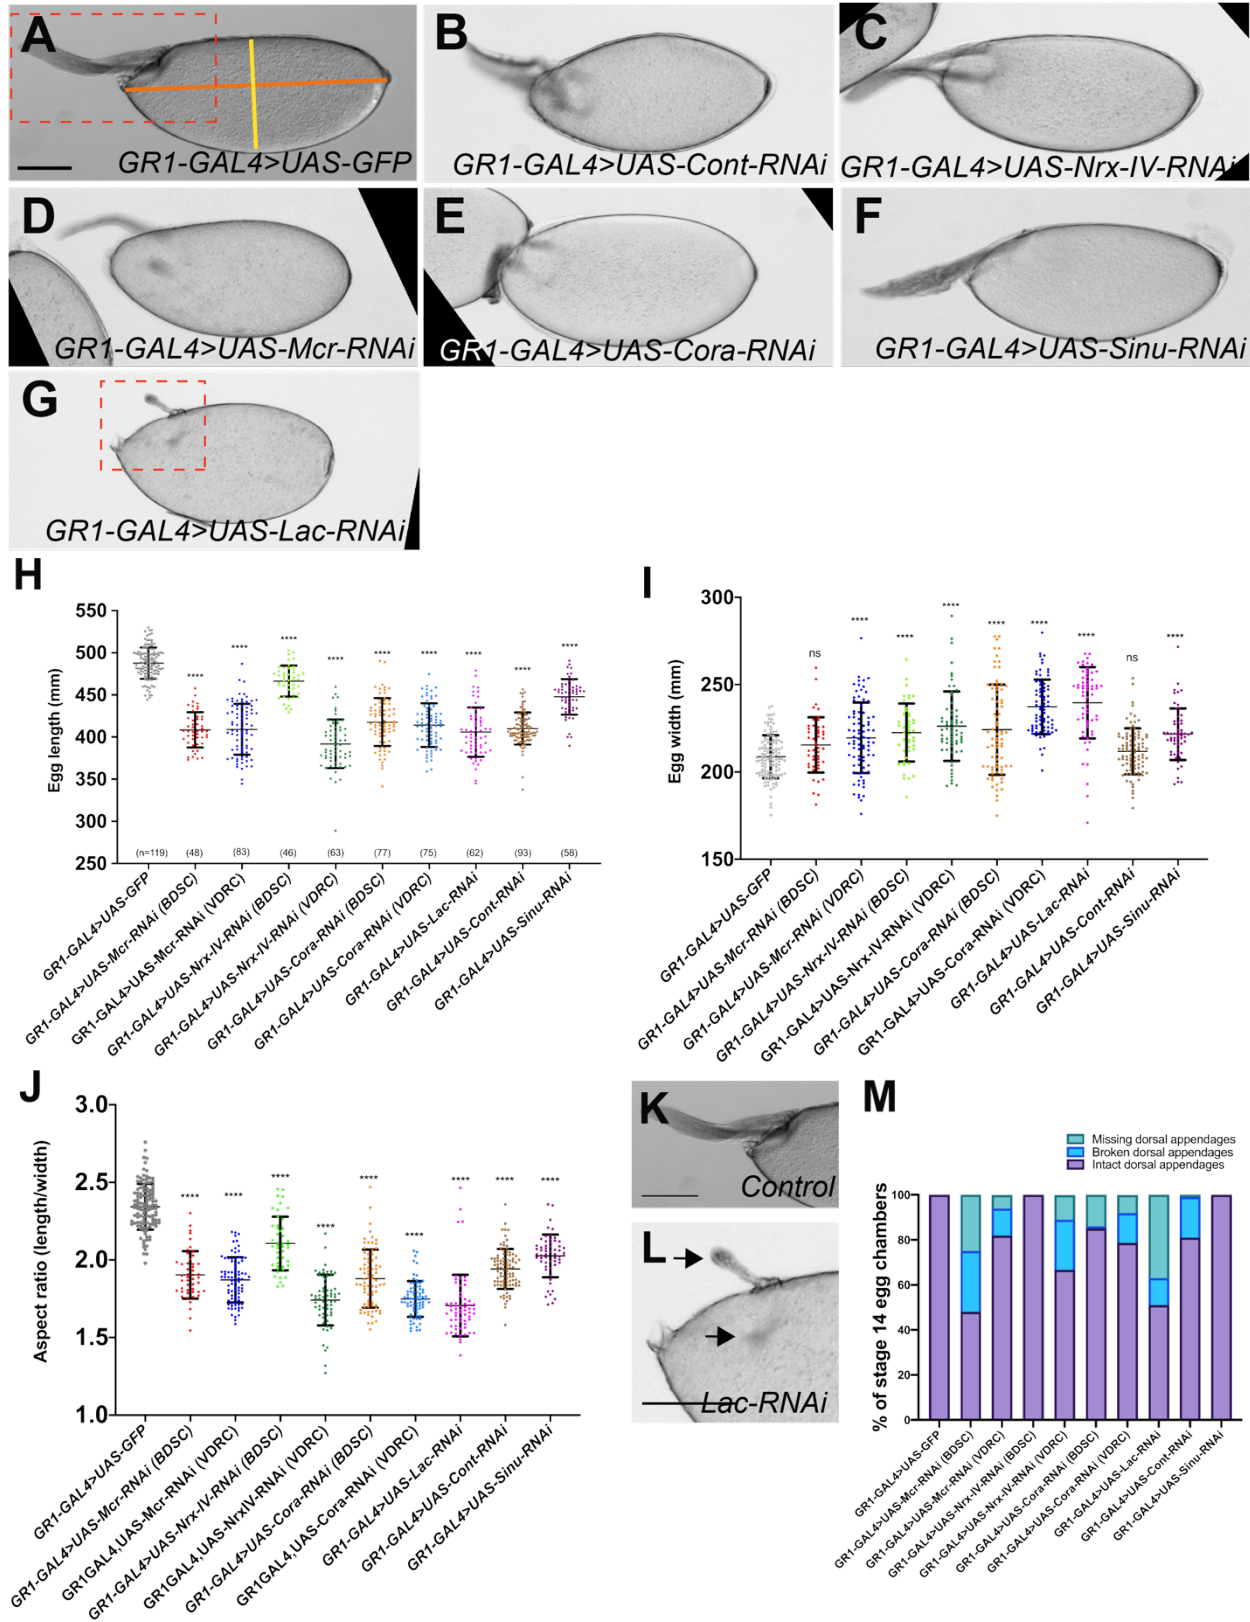 A
GR1-GAL4>UAS-GFP
B
GR1-GAL4>UAS-Cont-RNAi
C
GR1-GAL4>UAS-Nrx-IV-RNAi
D
GR1-GAL4>UAS-Mcr-RNAi
E
GR1-GAL4>UAS-Cora-RNAi
F
GR1-GAL4>UAS-Sinu-RNAi
G
GR1-GAL4>UAS-Lac-RNAi
H
Egg length (mm)
550
500
450
400
350
300
250
****
****
****
****
****
****
****
****
****
(n=119) (48) (83) (46) (63) (77) (75) (62) (93) (58)
GR1-GAL4>UAS-GFP
GR1-GAL4>UAS-Mcr-RNAi (BDSC)
GR1-GAL4>UAS-Mcr-RNAi (VDRC)
GR1-GAL4>UAS-Nrx-IV-RNAi (BDSC)
GR1-GAL4>UAS-Nrx-IV-RNAi (VDRC)
GR1-GAL4>UAS-Cora-RNAi (BDSC)
GR1-GAL4>UAS-Cora-RNAi (VDRC)
GR1-GAL4>UAS-Lac-RNAi
GR1-GAL4>UAS-Cont-RNAi
GR1-GAL4>UAS-Sinu-RNAi
I
Egg width (mm)
300
250
200
150
ns
****
****
****
****
****
****
ns
****
GR1-GAL4>UAS-GFP
GR1-GAL4>UAS-Mcr-RNAi (BDSC)
GR1-GAL4>UAS-Mcr-RNAi (VDRC)
GR1-GAL4>UAS-Nrx-IV-RNAi (BDSC)
GR1-GAL4>UAS-Nrx-IV-RNAi (VDRC)
GR1-GAL4>UAS-Cora-RNAi (BDSC)
GR1-GAL4>UAS-Cora-RNAi (VDRC)
GR1-GAL4>UAS-Lac-RNAi
GR1-GAL4>UAS-Cont-RNAi
GR1-GAL4>UAS-Sinu-RNAi
J
Aspect ratio (length/width)
3.0
2.5
2.0
1.5
1.0
****
****
****
****
****
****
****
****
****
GR1-GAL4>UAS-GFP
GR1-GAL4>UAS-Mcr-RNAi (BDSC)
GR1GAL4,UAS-Mcr-RNAi (VDRC)
GR1-GAL4>UAS-Nrx-IV-RNAi (BDSC)
GR1GAL4,UAS-NrxIV-RNAi (VDRC)
GR1-GAL4>UAS-Cora-RNAi (BDSC)
GR1GAL4,UAS-Cora-RNAi (VDRC)
GR1-GAL4>UAS-Lac-RNAi
GR1-GAL4>UAS-Cont-RNAi
GR1-GAL4>UAS-Sinu-RNAi
K
Control
L
Lac-RNAi
M
Missing dorsal appendages
Broken dorsal appendages
Intact dorsal appendages
% of stage 14 egg chambers
100
80
60
40
20
0
GR1-GAL4>UAS-GFP
GR1-GAL4>UAS-Mcr-RNAi (BDSC)
GR1-GAL4>UAS-Mcr-RNAi (VDRC)
GR1-GAL4>UAS-Nrx-IV-RNAi (BDSC)
GR1-GAL4>UAS-Nrx-IV-RNAi (VDRC)
GR1-GAL4>UAS-Cora-RNAi (BDSC)
GR1-GAL4>UAS-Cora-RNAi (VDRC)
GR1-GAL4>UAS-Lac-RNAi
GR1-GAL4>UAS-Cont-RNAi
GR1-GAL4>UAS-Sinu-RNAi